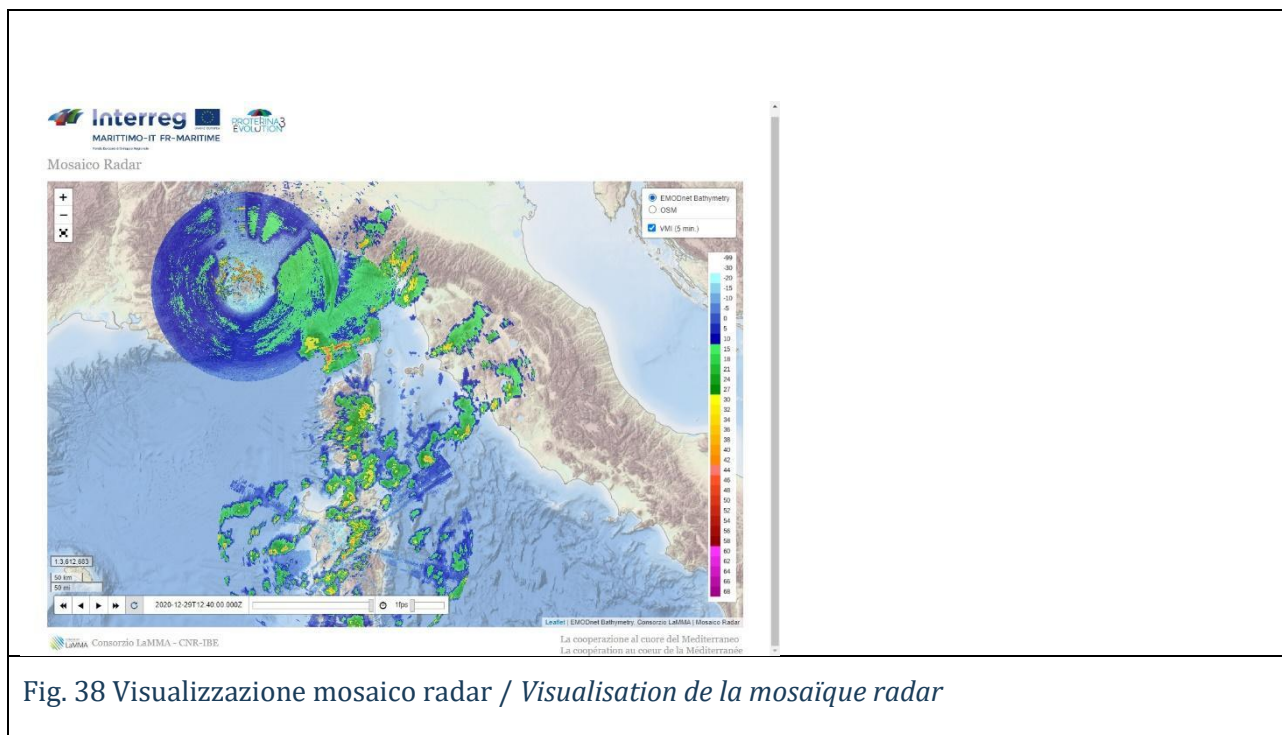 Interreg
MARITTIMO-IT FR-MARITIME
PROTERINA3
EVOLUTION
Mosaico Radar
+
−
EMODnet Bathymetry
OSM
VMI (5 min.)
-99
-30
-20
-15
-10
-5
0
5
10
15
18
21
24
27
30
32
34
36
38
40
42
44
46
48
50
52
54
56
58
60
62
64
66
68
1:3,612,683
50 km
50 mi
2020-12-29T12:40:00.000Z
1fps
Leaflet | EMODnet Bathymetry, Consorzio LaMMA | Mosaico Radar
LaMMA Consorzio LaMMA - CNR-IBE
La cooperazione al cuore del Mediterraneo
La coopération au coeur de la Méditerranée
Fig. 38 Visualizzazione mosaico radar / Visualisation de la mosaïque radar